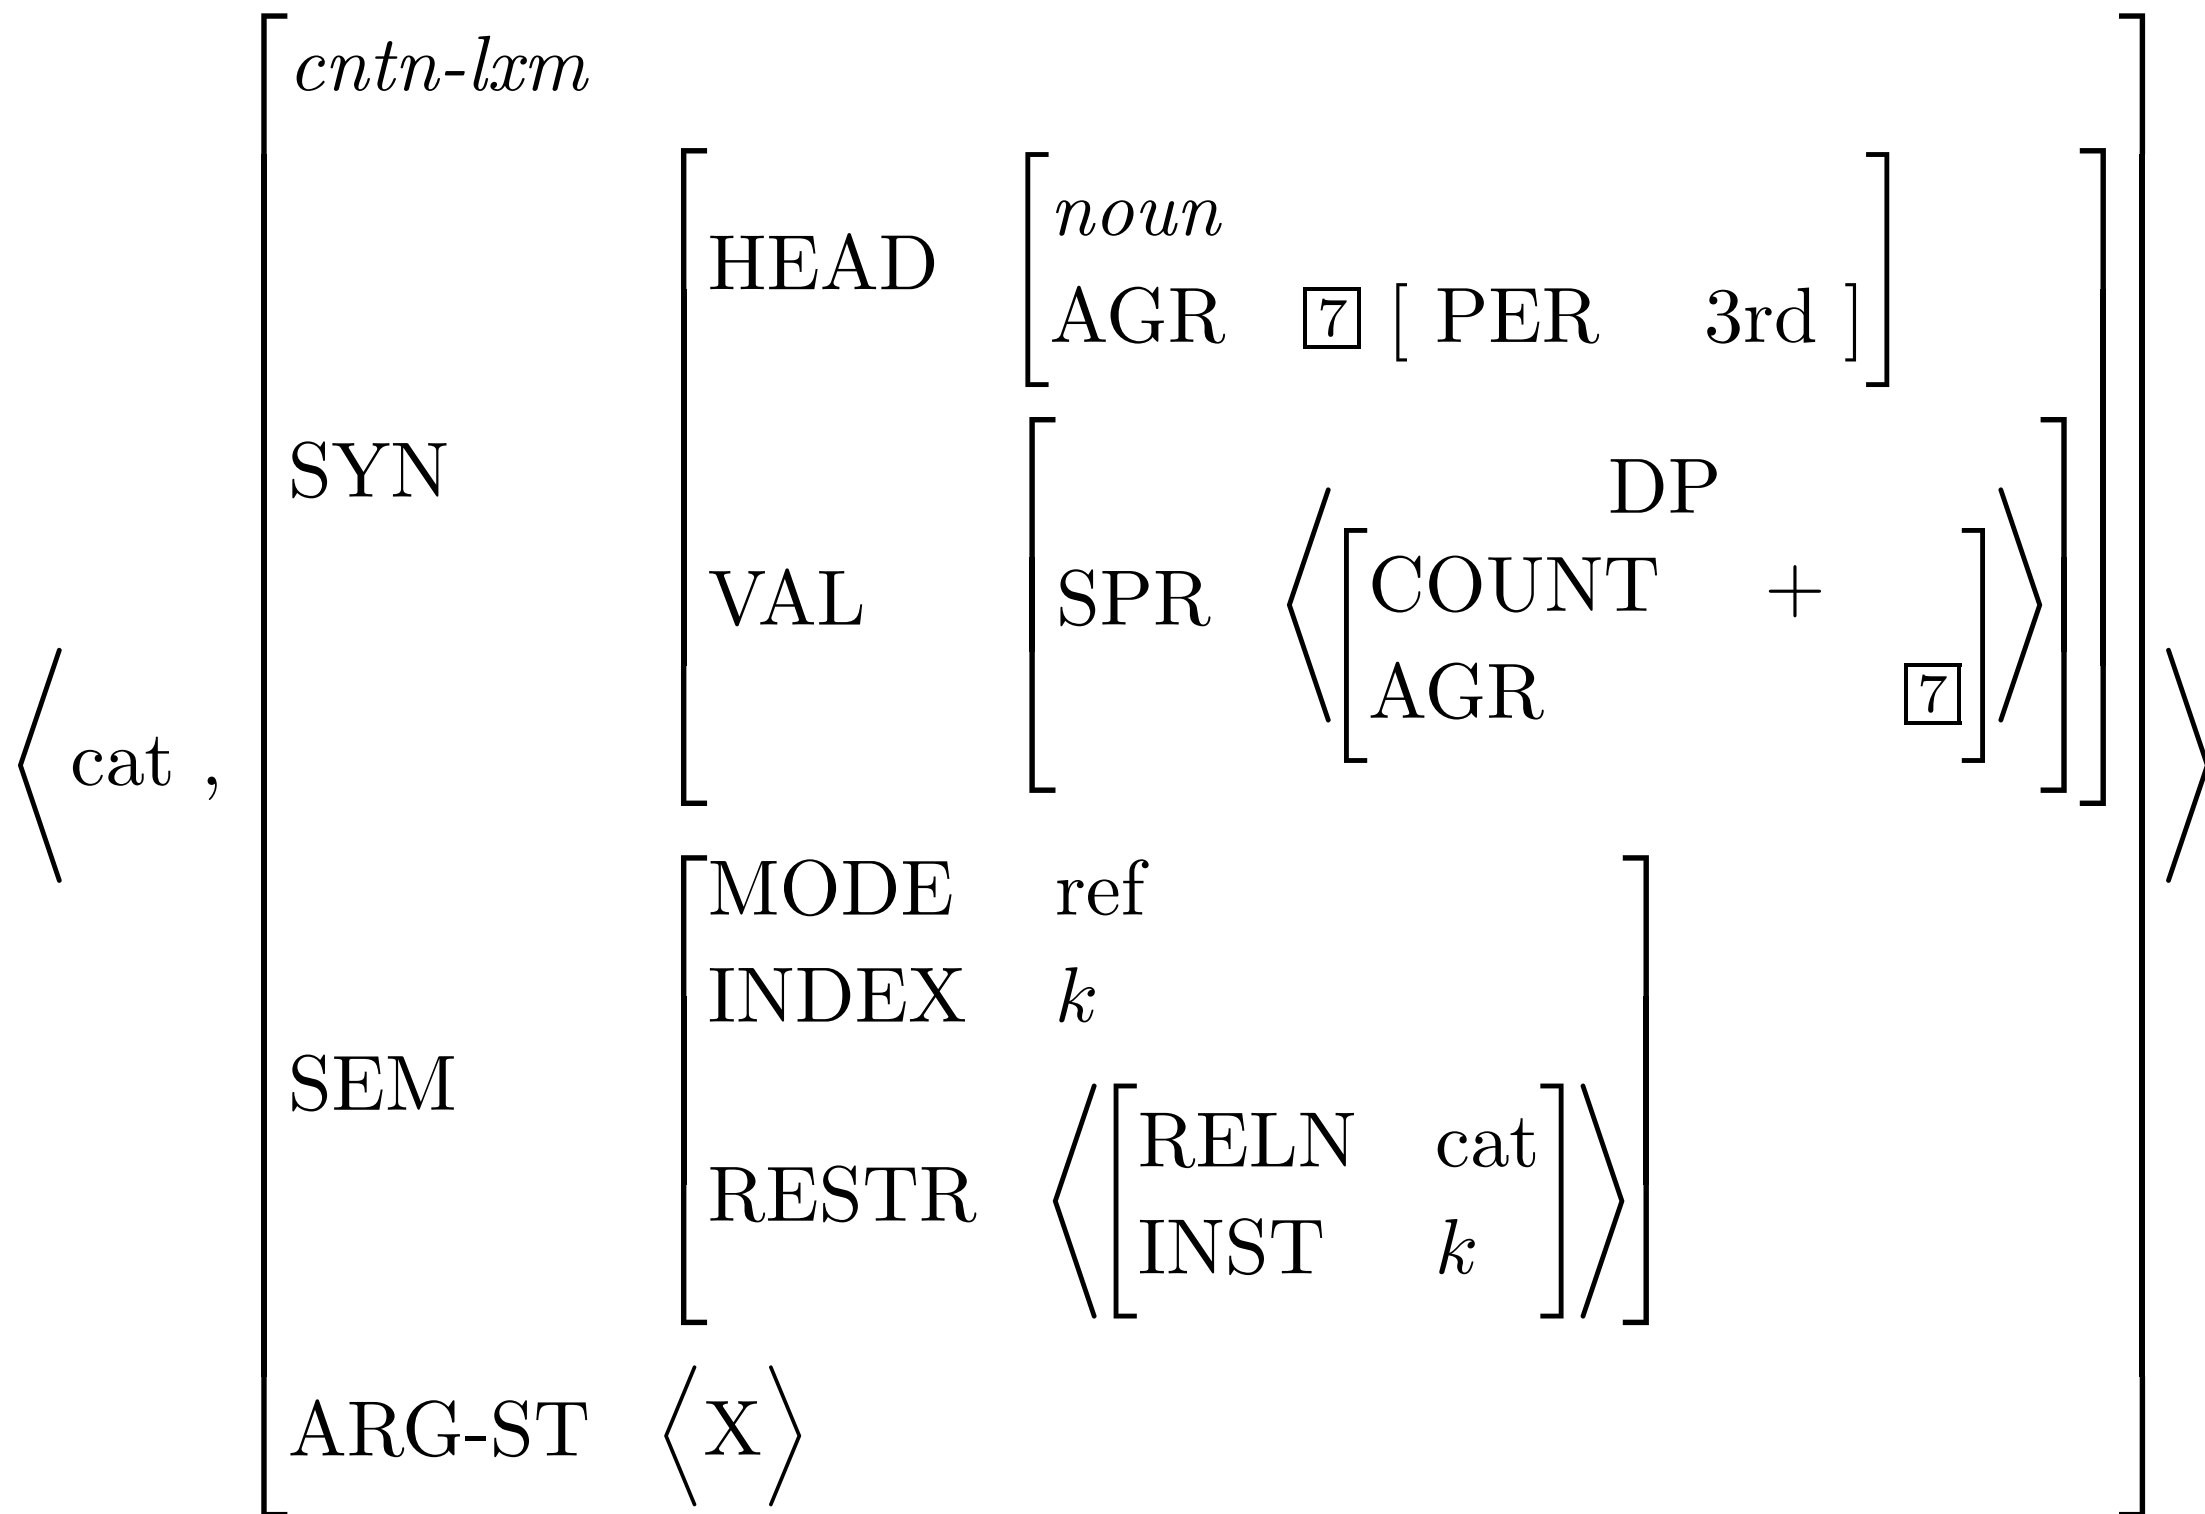 cntn-lxm
noun
HEAD
AGR 7 [ PER 3rd ]
SYN
DP
COUNT +
VAL [ SPR ⟨
AGR 7
⟨ cat ,
MODE ref
INDEX k
SEM
RELN cat
RESTR
INST k
ARG-ST ⟨X⟩